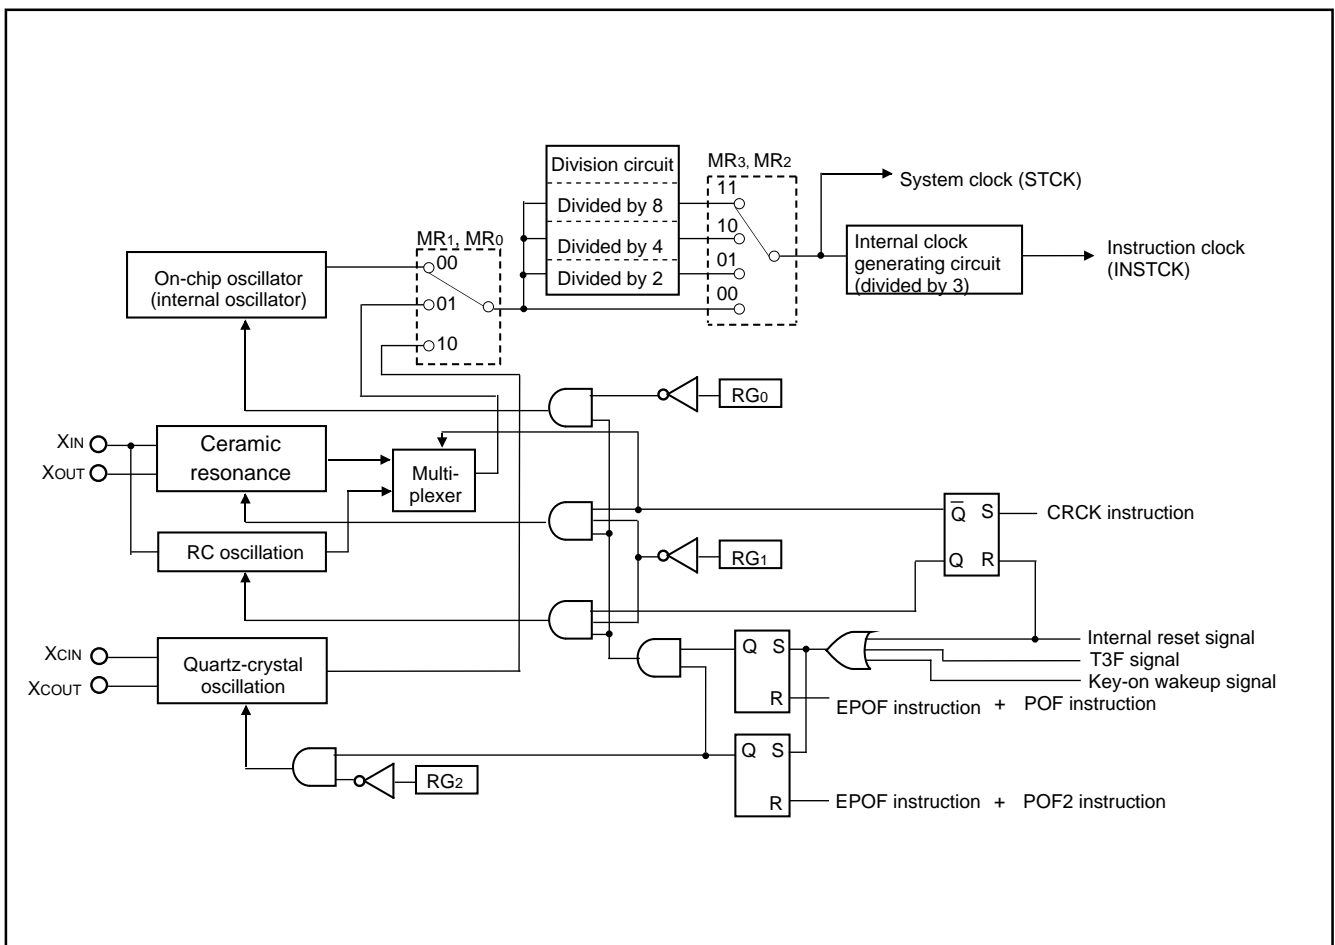 Division circuit
Divided by 8
Divided by 4
Divided by 2
MR3, MR2
11
10
01
00
System clock (STCK)
Internal clock
generating circuit
(divided by 3)
Instruction clock
(INSTCK)
MR1, MR0
00
01
10
On-chip oscillator
(internal oscillator)
RG0
XIN
XOUT
Ceramic
resonance
Multi-
plexer
RC oscillation
RG1
Q S
Q R
CRCK instruction
XCIN
XCOUT
Quartz-crystal
oscillation
Q S
R
Internal reset signal
T3F signal
Key-on wakeup signal
EPOF instruction + POF instruction
RG2
Q S
R
EPOF instruction + POF2 instruction